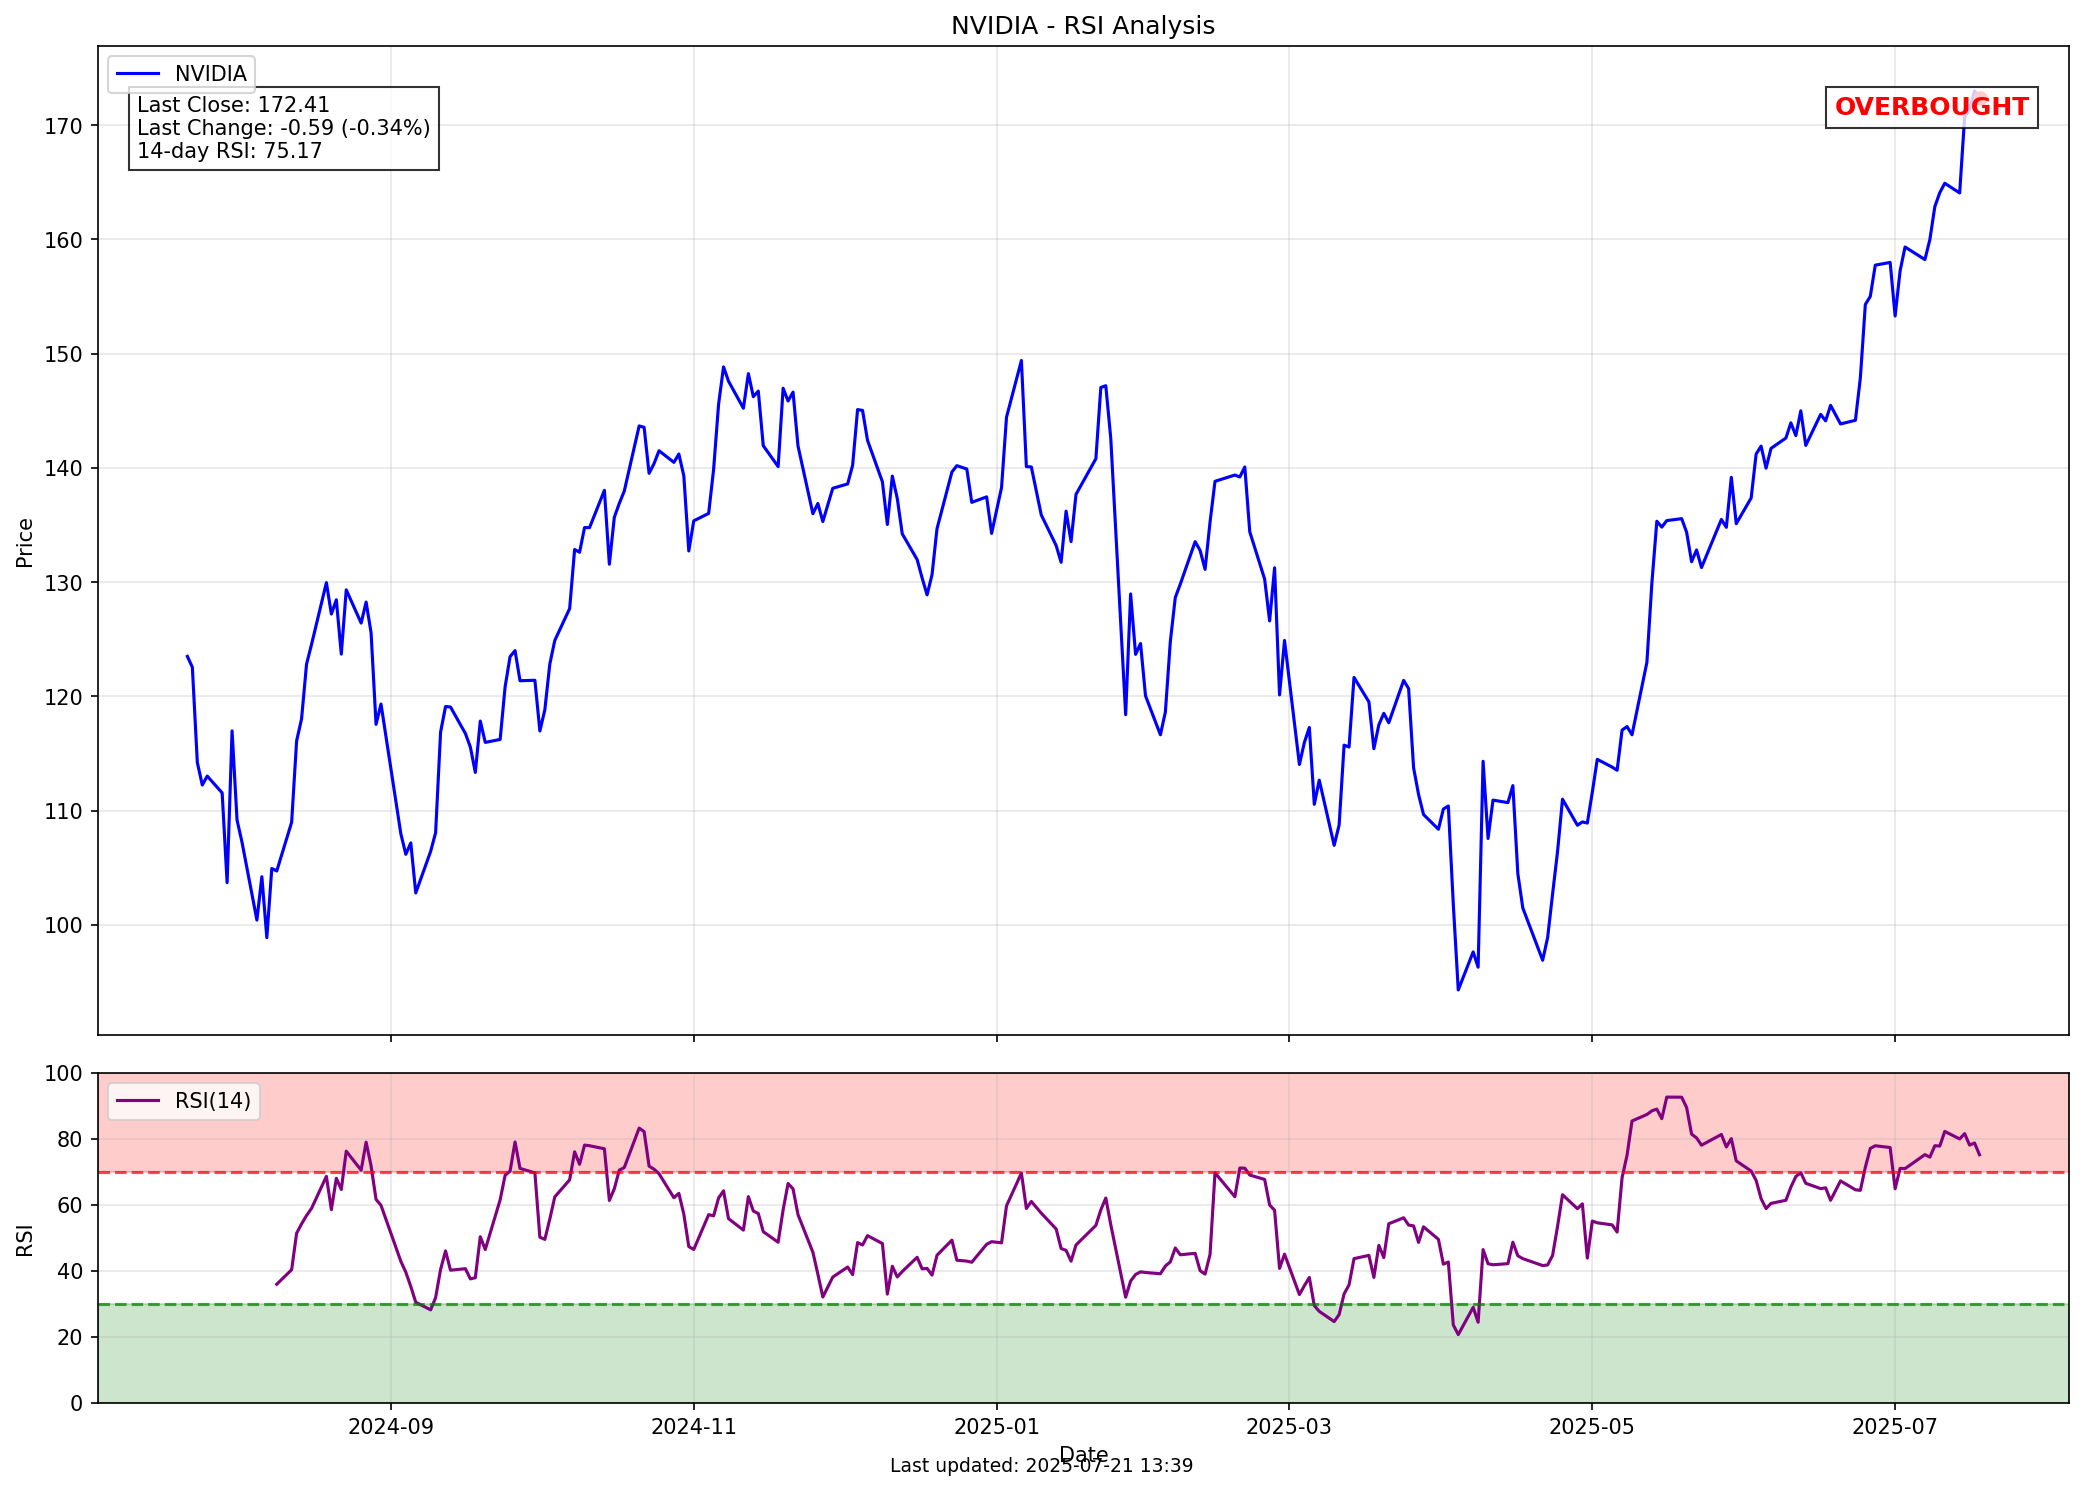 NVIDIA - RSI Analysis
NVIDIA
Last Close: 172.41
Last Change: -0.59 (-0.34%)
14-day RSI: 75.17
OVERBOUGHT
Price
170
160
150
140
130
120
110
100
RSI
RSI(14)
100
80
60
40
20
0
2024-09
2024-11
2025-01
2025-03
2025-05
2025-07
Date
Last updated: 2025-07-21 13:39